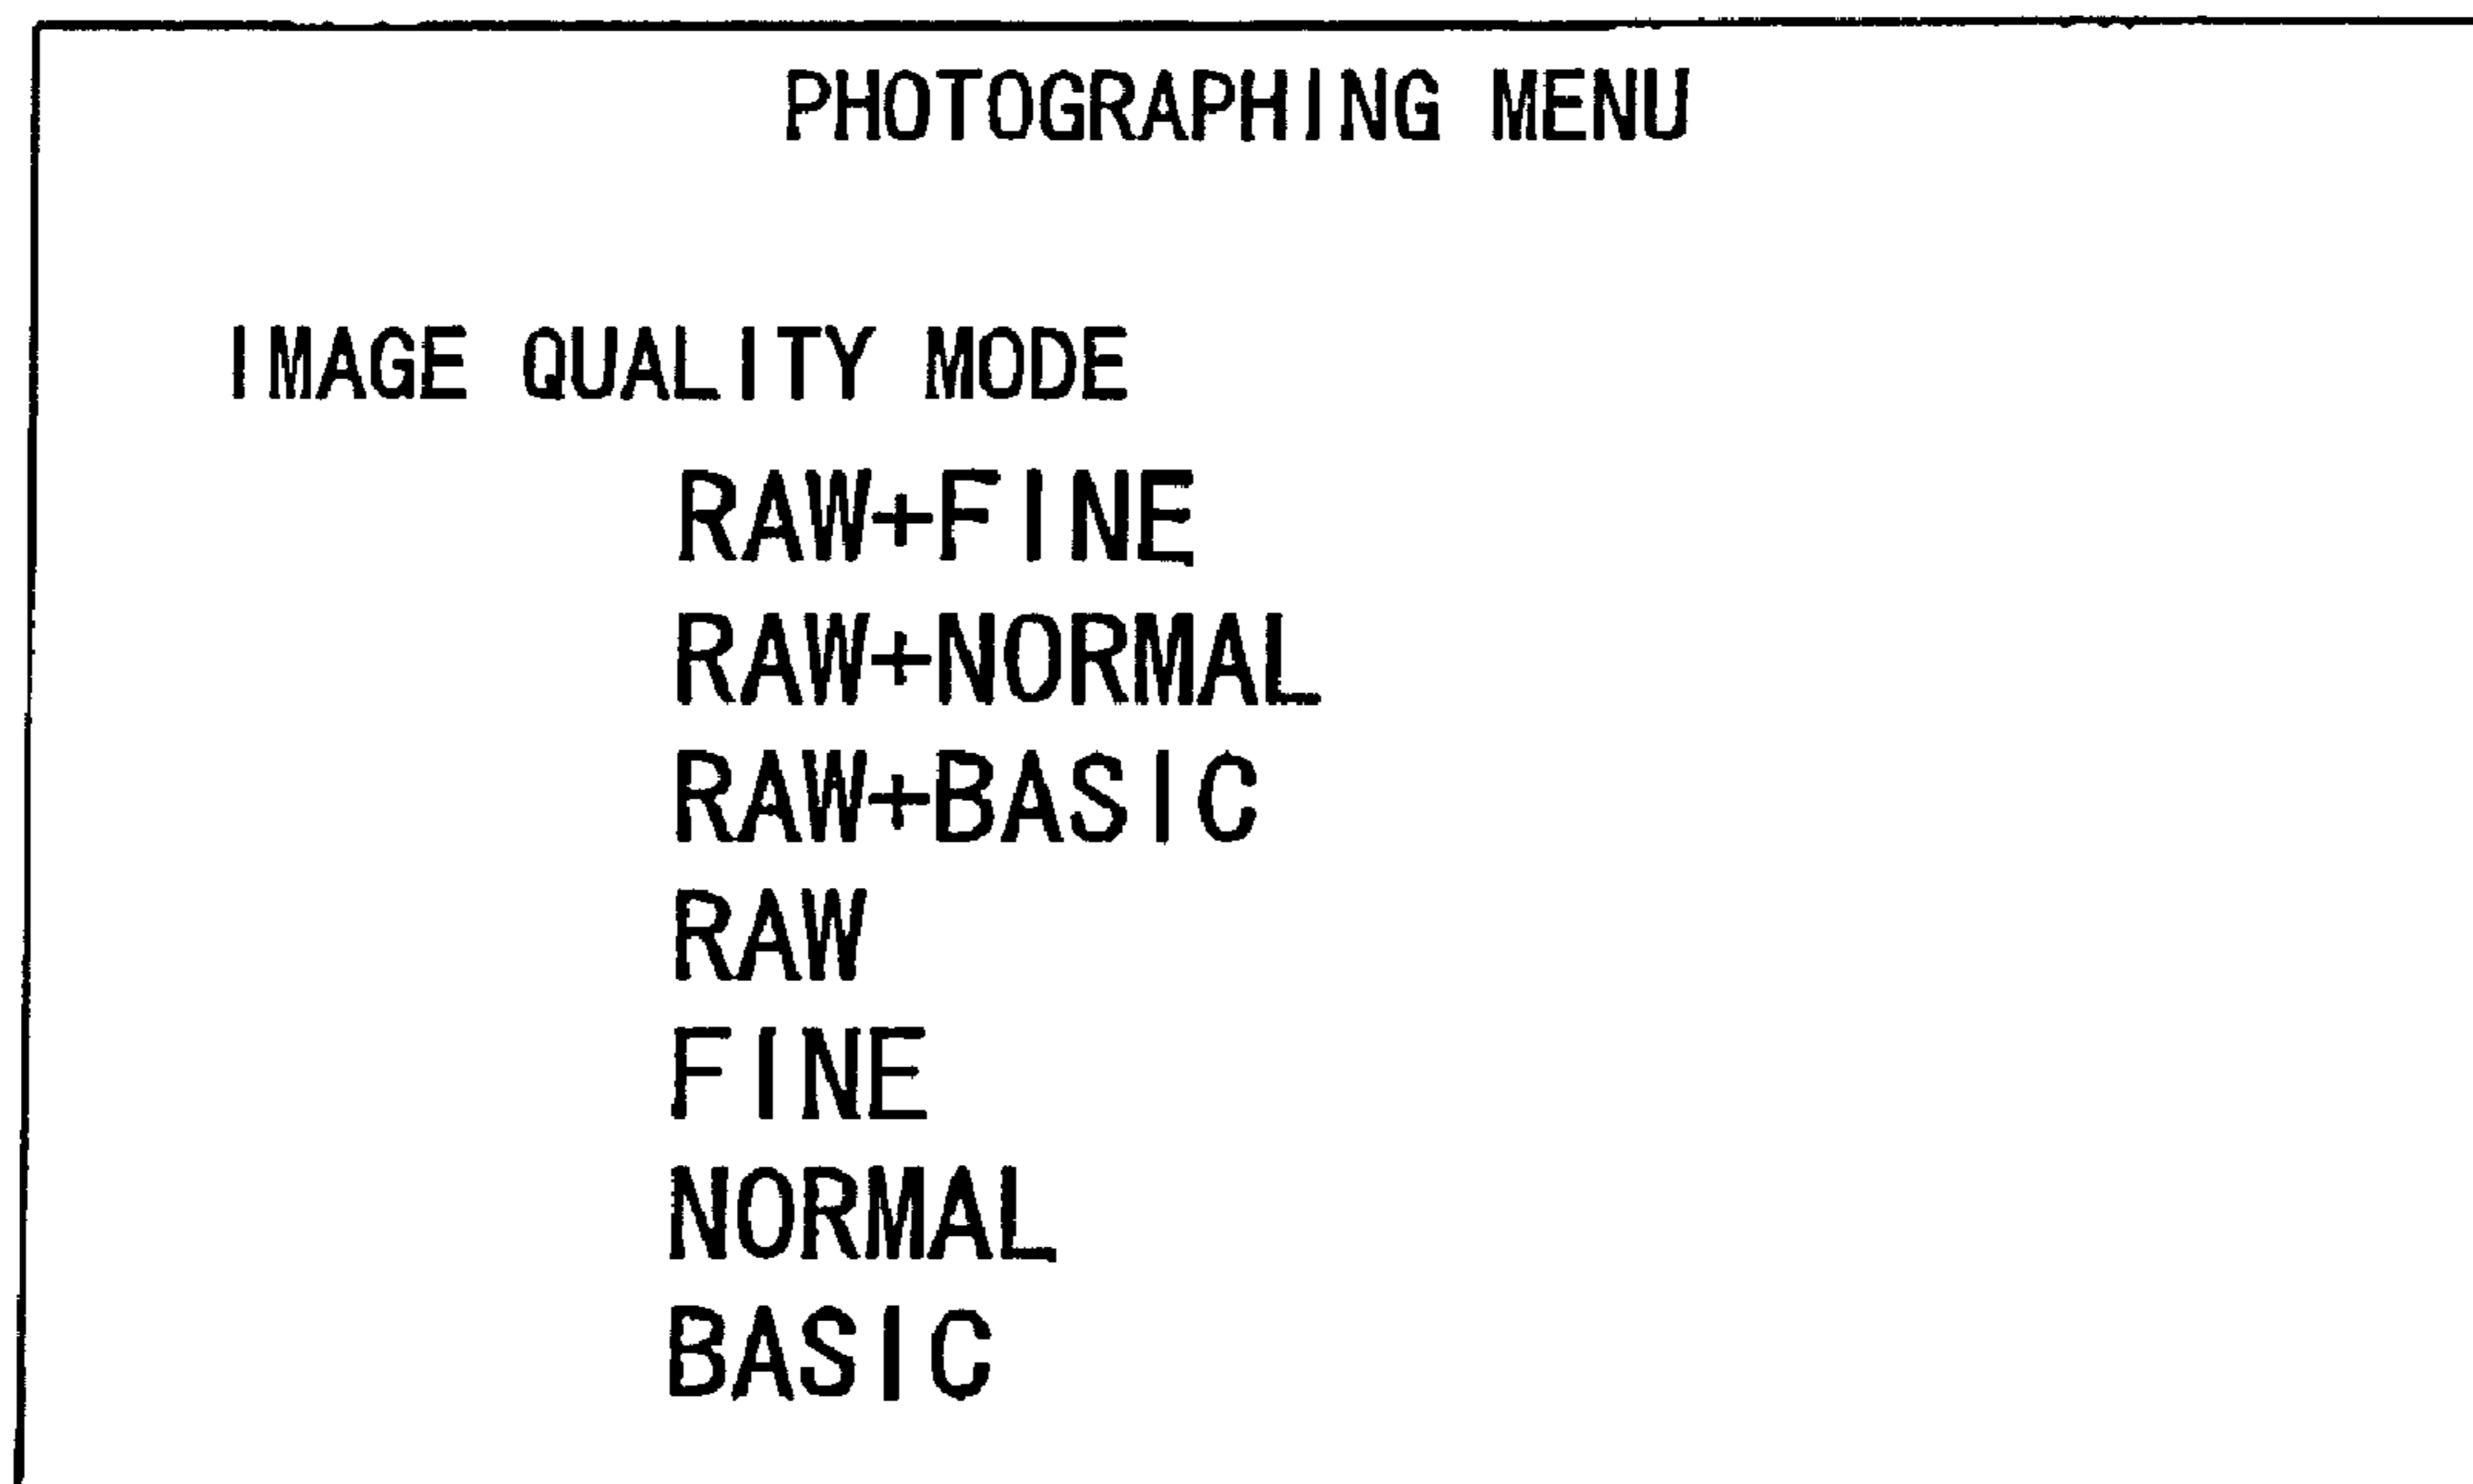 PHOTOGRAPHING MENU
IMAGE QUALITY MODE
RAW+FINE
RAW+NORMAL
RAW+BASIC
RAW
FINE
NORMAL
BASIC